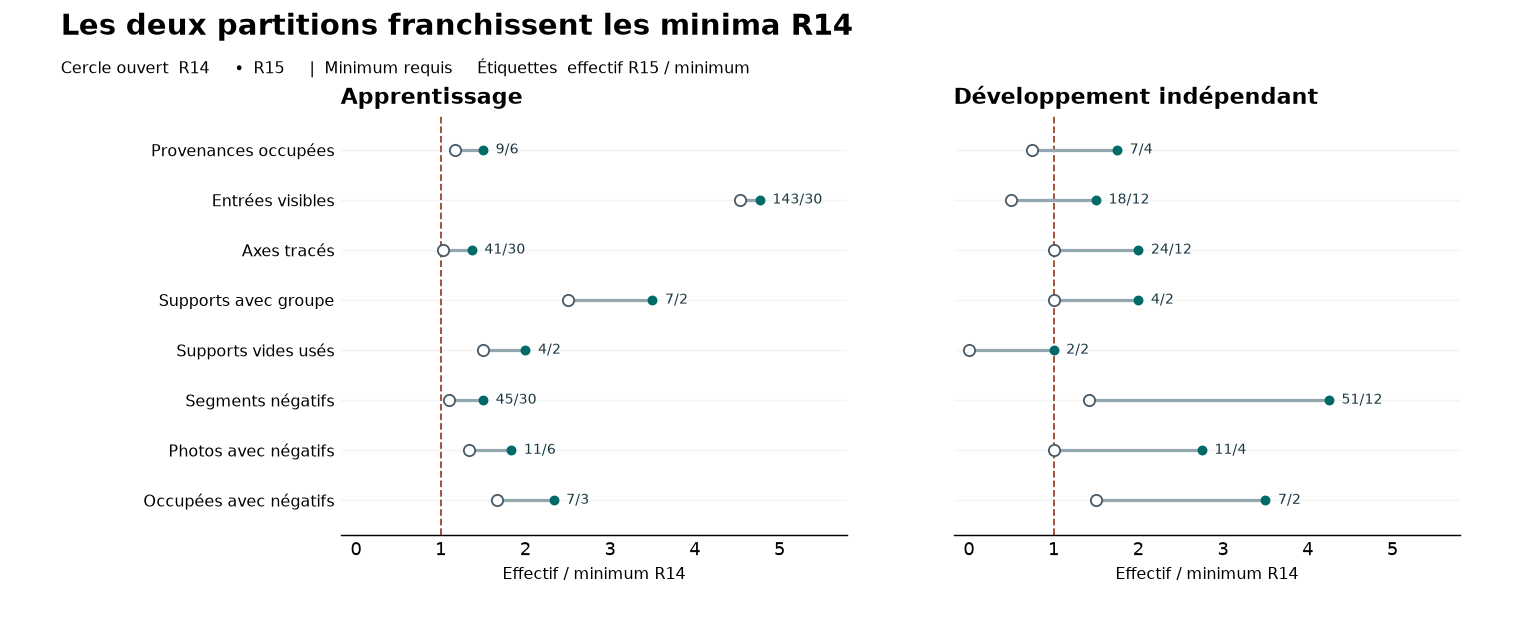 Les deux partitions franchissent les minima R14
Cercle ouvert  R14  •  R15  |  Minimum requis  Étiquettes  effectif R15 / minimum
Apprentissage
Provenances occupées 9/6
Entrées visibles 143/30
Axes tracés 41/30
Supports avec groupe 7/2
Supports vides usés 4/2
Segments négatifs 45/30
Photos avec négatifs 11/6
Occupées avec négatifs 7/3
0 1 2 3 4 5
Effectif / minimum R14
Développement indépendant
7/4
18/12
24/12
4/2
2/2
51/12
11/4
7/2
0 1 2 3 4 5
Effectif / minimum R14